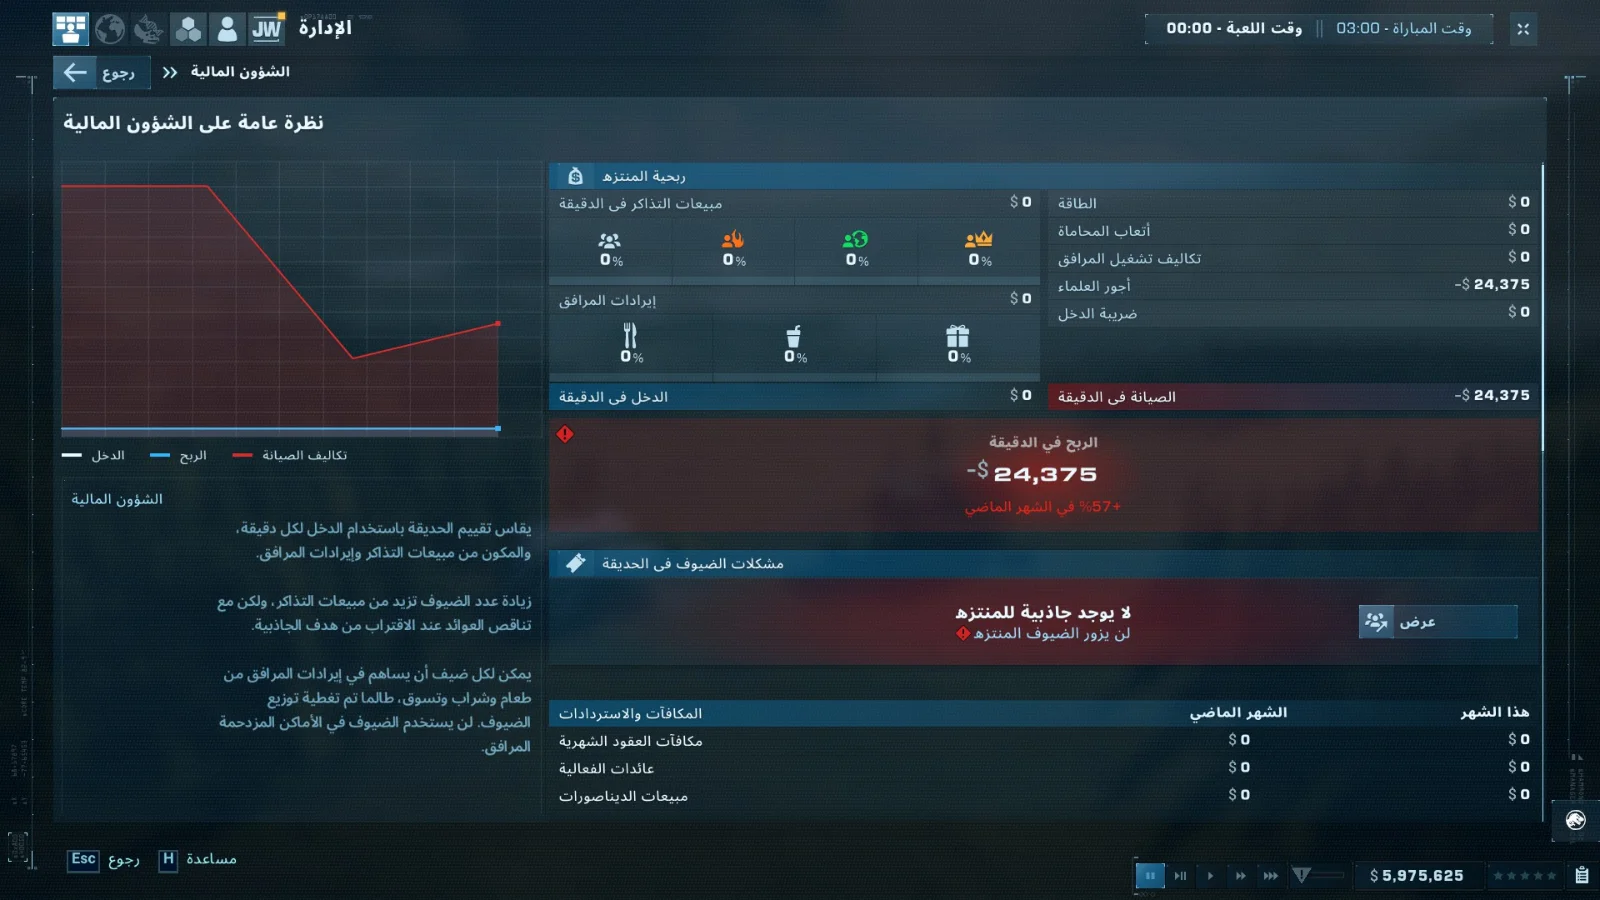 JW
الإدارة
وقت المباراة - 03:00 || وقت اللعبة - 00:00
رجوع >> الشؤون المالية
نظرة عامة على الشؤون المالية
الدخل
الربح
تكاليف الصيانة
الشؤون المالية
يقاس تقييم الحديقة باستخدام الدخل لكل دقيقة،
والمكون من مبيعات التذاكر وإيرادات المرافق.
زيادة عدد الضيوف تزيد من مبيعات التذاكر، ولكن مع
تناقص العوائد عند الاقتراب من هدف الجاذبية.
يمكن لكل ضيف أن يساهم في إيرادات المرافق من
طعام وشراب وتسوق، طالما تم تغطية توزيع
الضيوف. لن يستخدم الضيوف في الأماكن المزدحمة
المرافق.
ربحية المنتزه
مبيعات التذاكر في الدقيقة $ 0
0 % 0 % 0 % 0 %
إيرادات المرافق $ 0
0 % 0 % 0 %
الدخل في الدقيقة $ 0
الطاقة $ 0
أتعاب المحاماة $ 0
تكاليف تشغيل المرافق $ 0
أجور العلماء -$ 24,375
ضريبة الدخل $ 0
الصيانة في الدقيقة -$ 24,375
الربح في الدقيقة
-$ 24,375
+57% في الشهر الماضي
مشكلات الضيوف في الحديقة
لا يوجد جاذبية للمنتزه
لن يزور الضيوف المنتزه
عرض
المكافآت والاستردادات الشهر الماضي هذا الشهر
مكافآت العقود الشهرية $ 0 $ 0
عائدات الفعالية $ 0 $ 0
مبيعات الديناصورات $ 0 $ 0
Esc رجوع H مساعدة
$ 5,975,625